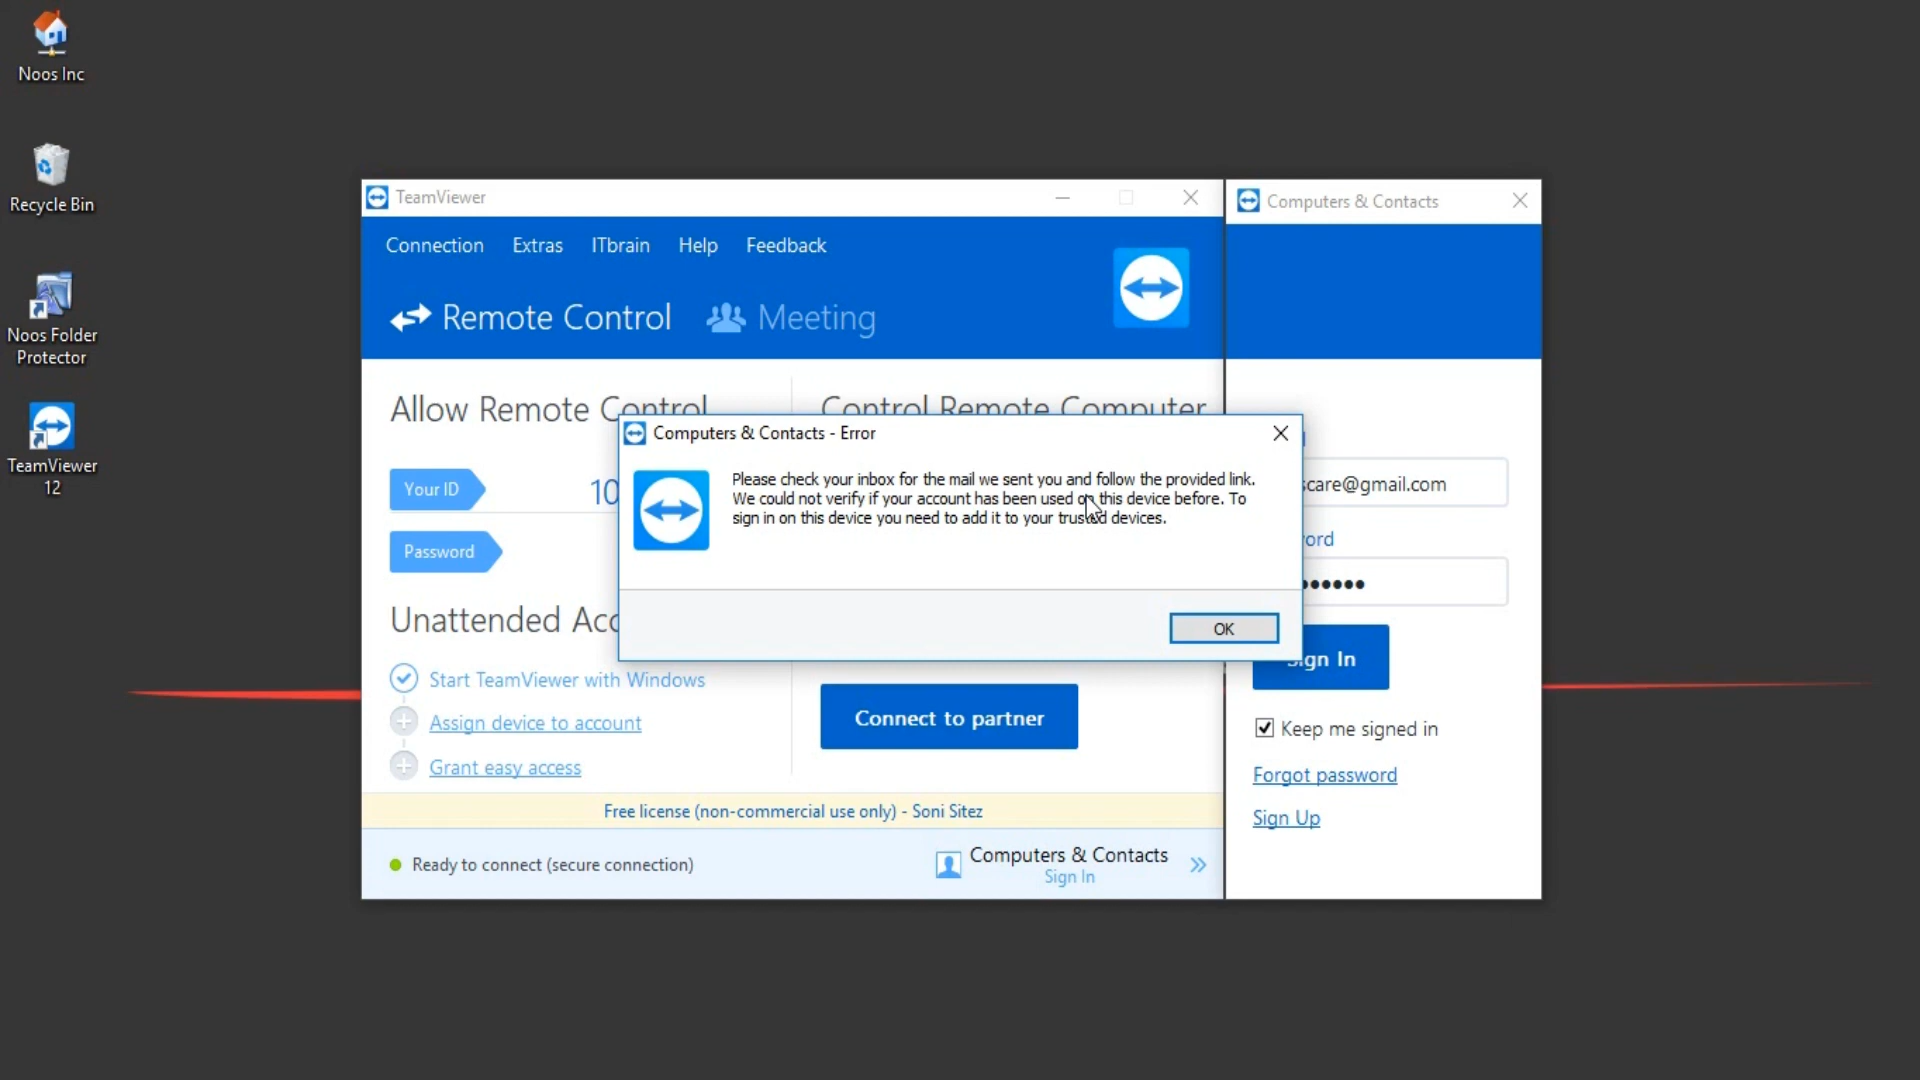 Noos Inc
Recycle Bin
Noos Folder
Protector
TeamViewer
12
TeamViewer
Connection Extras ITbrain Help Feedback
Remote Control Meeting
Allow Remote Control
Control Remote Computer
Your ID 10
Password
Unattended Acc
Start TeamViewer with Windows
Assign device to account
Grant easy access
Connect to partner
Free license (non-commercial use only) - Soni Sitez
Ready to connect (secure connection)
Computers & Contacts
Sign In
Computers & Contacts - Error
Please check your inbox for the mail we sent you and follow the provided link.
We could not verify if your account has been used on this device before. To
sign in on this device you need to add it to your trusted devices.
OK
Computers & Contacts
scare@gmail.com
ord
Sign In
Keep me signed in
Forgot password
Sign Up